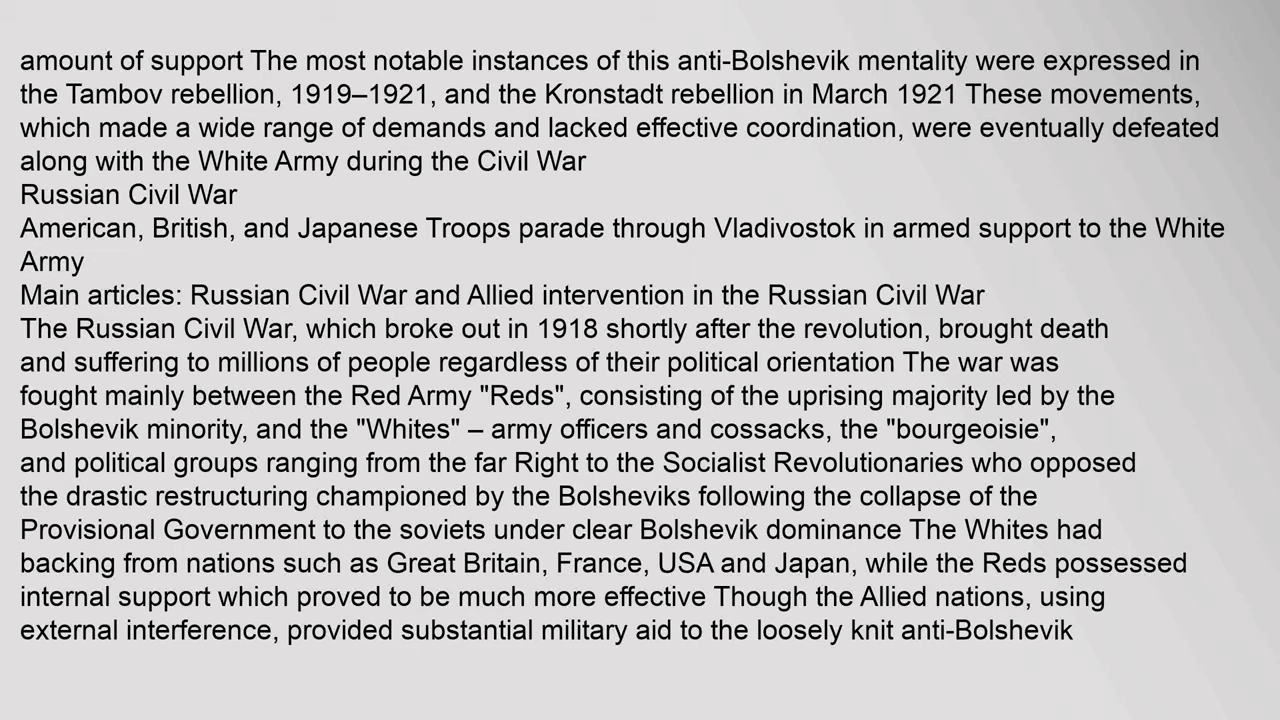 amount of support The most notable instances of this anti-Bolshevik mentality were expressed in
the Tambov rebellion, 1919–1921, and the Kronstadt rebellion in March 1921 These movements,
which made a wide range of demands and lacked effective coordination, were eventually defeated
along with the White Army during the Civil War
Russian Civil War
American, British, and Japanese Troops parade through Vladivostok in armed support to the White
Army
Main articles: Russian Civil War and Allied intervention in the Russian Civil War
The Russian Civil War, which broke out in 1918 shortly after the revolution, brought death
and suffering to millions of people regardless of their political orientation The war was
fought mainly between the Red Army "Reds", consisting of the uprising majority led by the
Bolshevik minority, and the "Whites" – army officers and cossacks, the "bourgeoisie",
and political groups ranging from the far Right to the Socialist Revolutionaries who opposed
the drastic restructuring championed by the Bolsheviks following the collapse of the
Provisional Government to the soviets under clear Bolshevik dominance The Whites had
backing from nations such as Great Britain, France, USA and Japan, while the Reds possessed
internal support which proved to be much more effective Though the Allied nations, using
external interference, provided substantial military aid to the loosely knit anti-Bolshevik